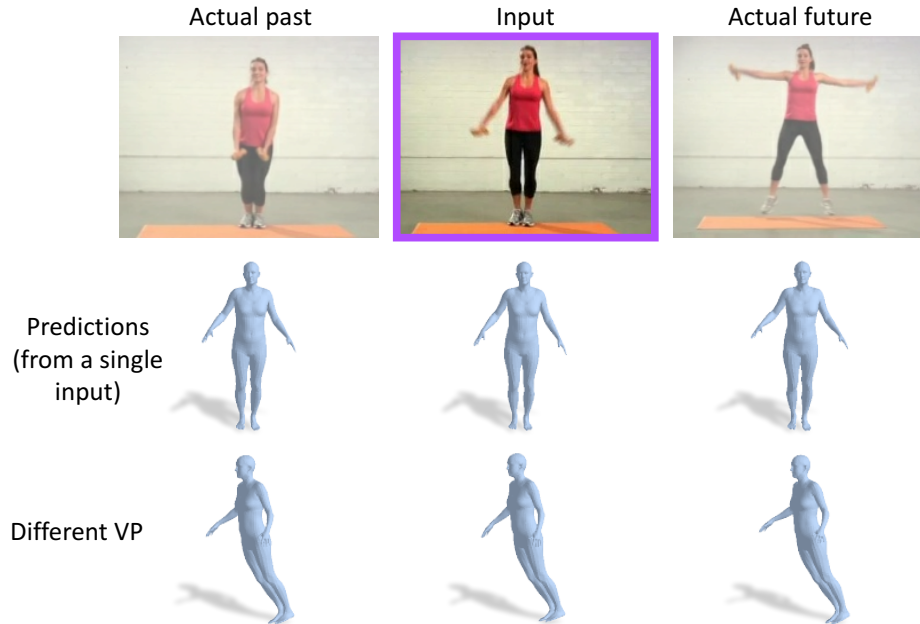 Actual past
Input
Actual future
Predictions
(from a single
input)
Different VP